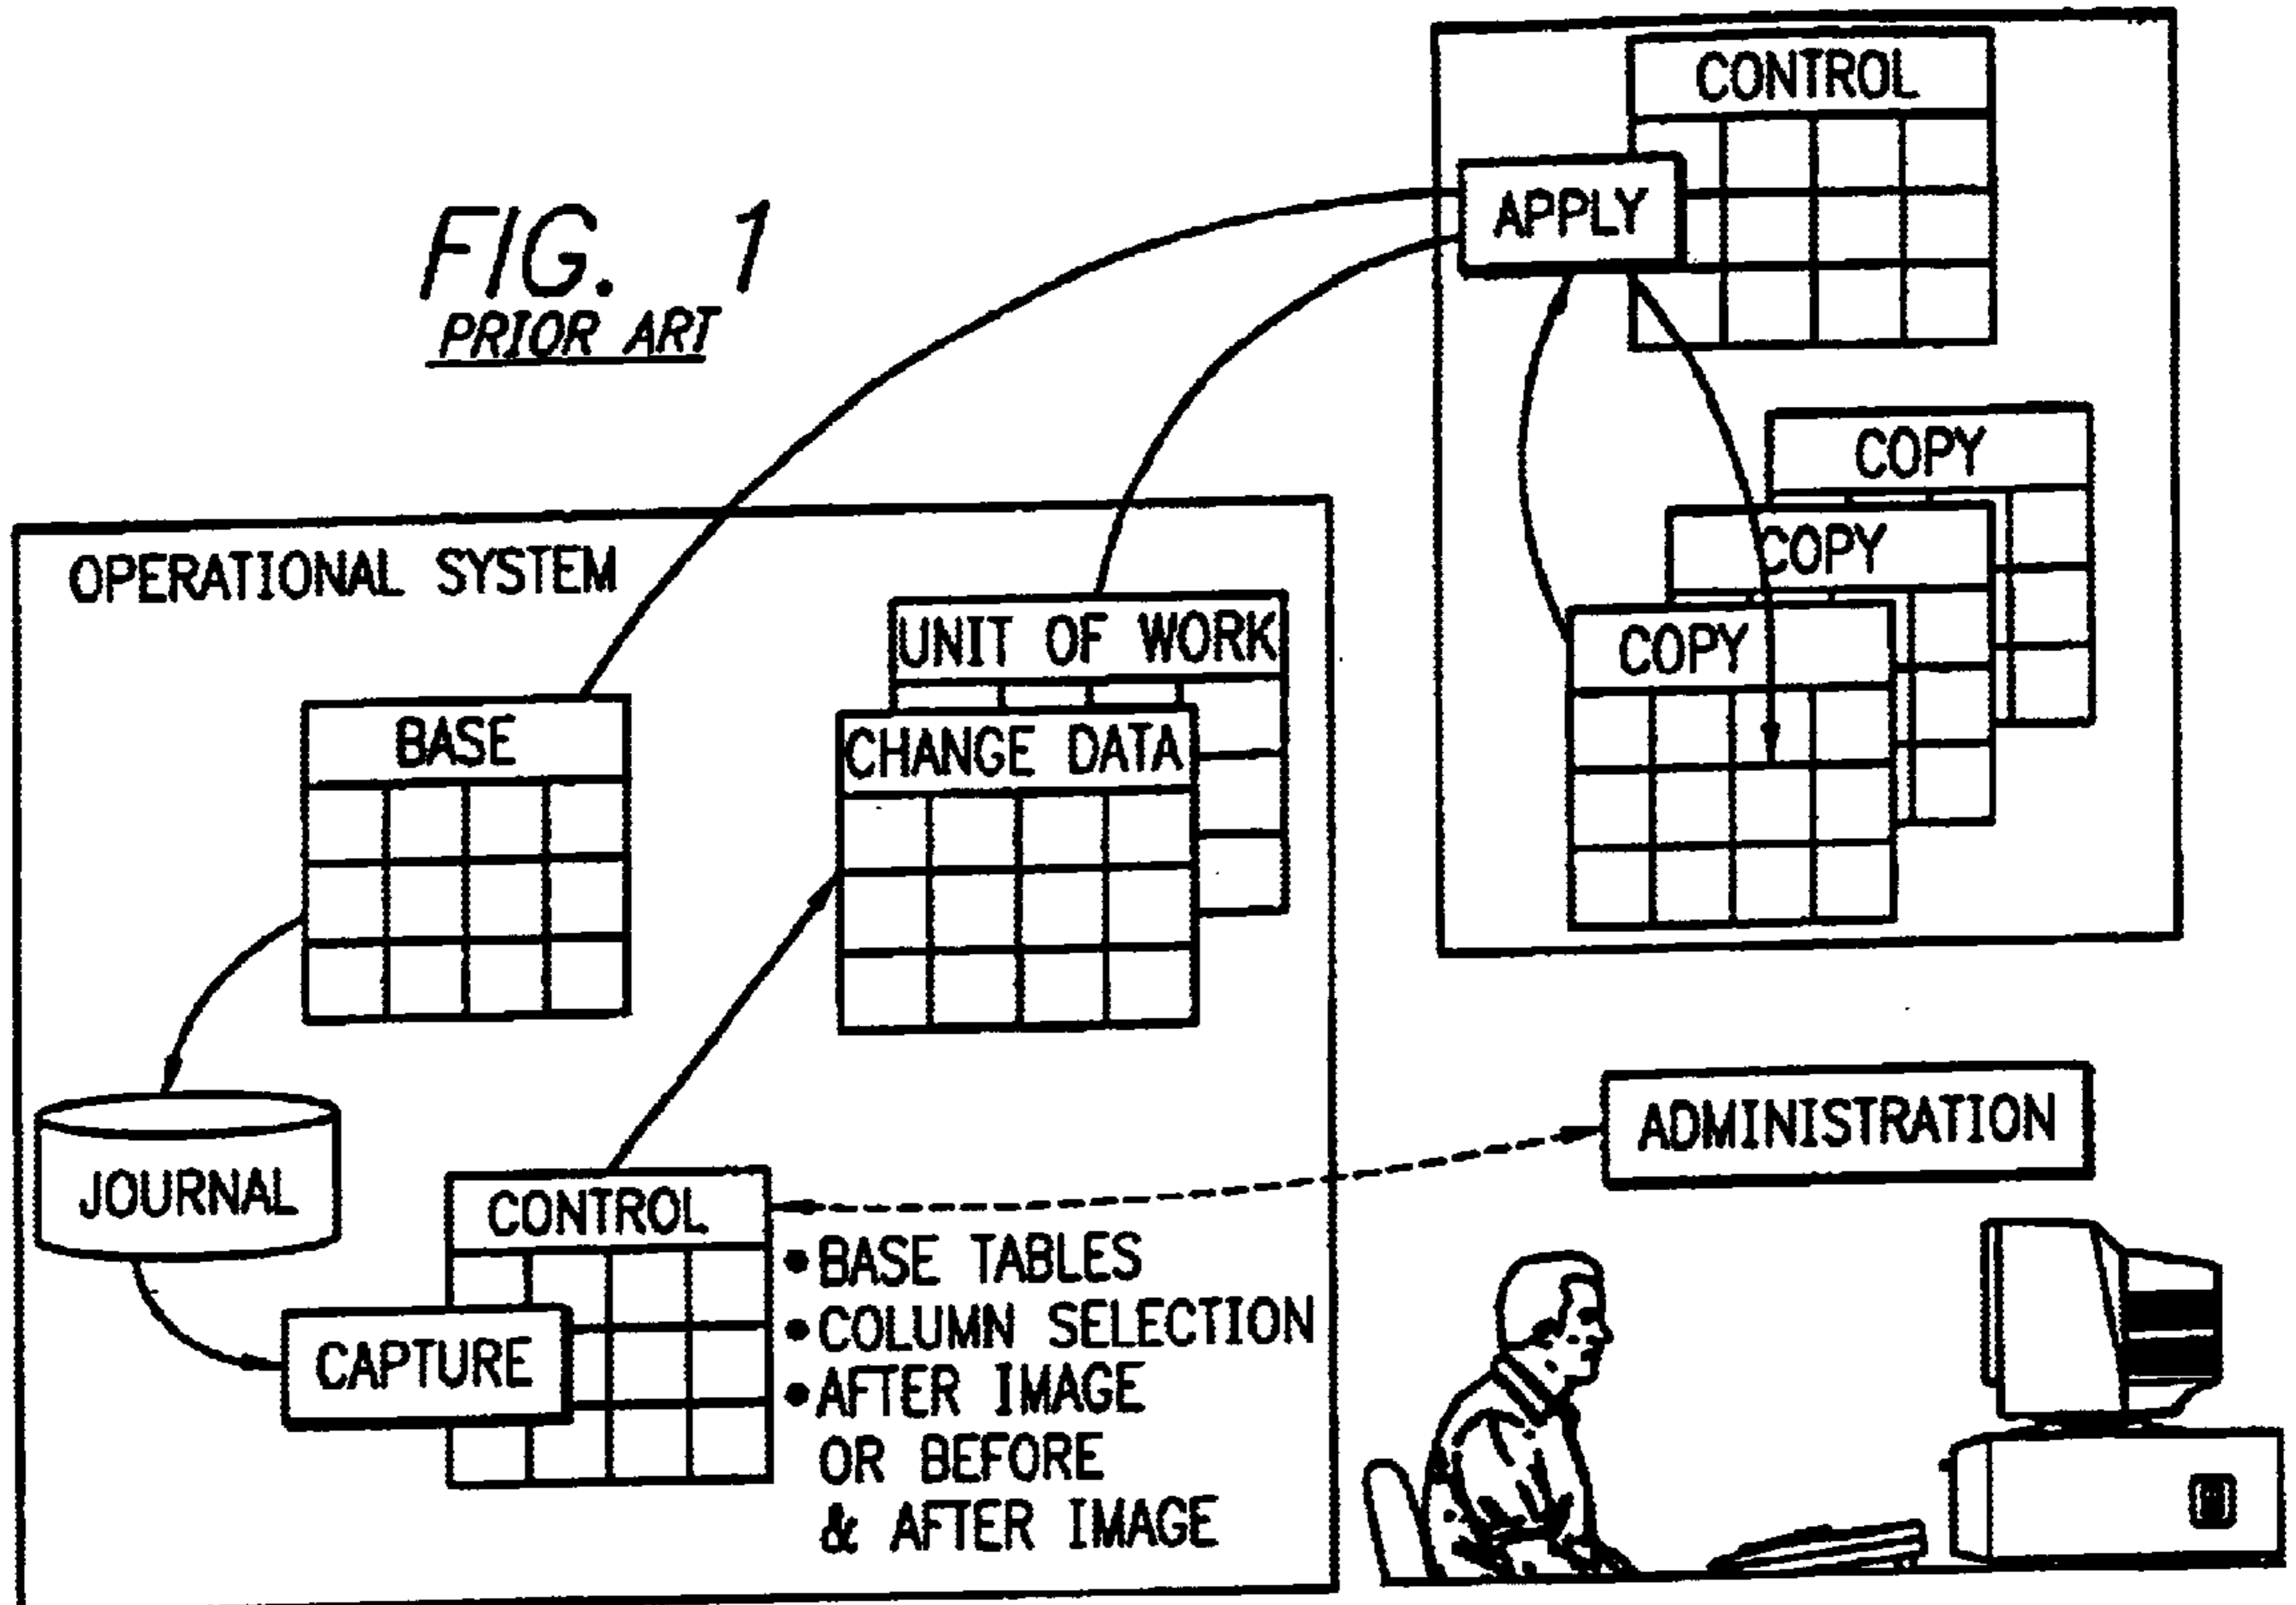 FIG. 1
PRIOR ART
CONTROL
APPLY
COPY
COPY
COPY
OPERATIONAL SYSTEM
UNIT OF WORK
CHANGE DATA
BASE
JOURNAL
CONTROL
CAPTURE
•BASE TABLES
•COLUMN SELECTION
•AFTER IMAGE
OR BEFORE
& AFTER IMAGE
ADMINISTRATION